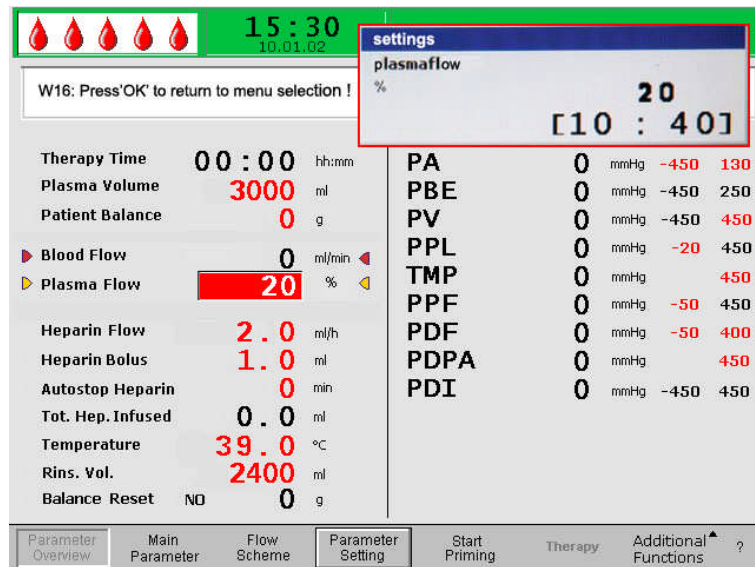 15:30
10.01.02
settings
plasmaflow
% 20
[10 : 40]
W16: Press'OK' to return to menu selection !
Therapy Time 00:00 hh:mm
Plasma Volume 3000 ml
Patient Balance 0 g
Blood Flow 0 ml/min
Plasma Flow 20 %
Heparin Flow 2.0 ml/h
Heparin Bolus 1.0 ml
Autostop Heparin 0 min
Tot. Hep. Infused 0.0 ml
Temperature 39.0 °C
Rins. Vol. 2400 ml
Balance Reset NO 0 g
PA 0 mmHg -450 130
PBE 0 mmHg -450 250
PV 0 mmHg -450 450
PPL 0 mmHg -20 450
TMP 0 mmHg 450
PPF 0 mmHg -50 450
PDF 0 mmHg -50 400
PDPA 0 mmHg 450
PDI 0 mmHg -450 450
Parameter Overview
Main Parameter
Flow Scheme
Parameter Setting
Start Priming
Therapy
Additional Functions
?